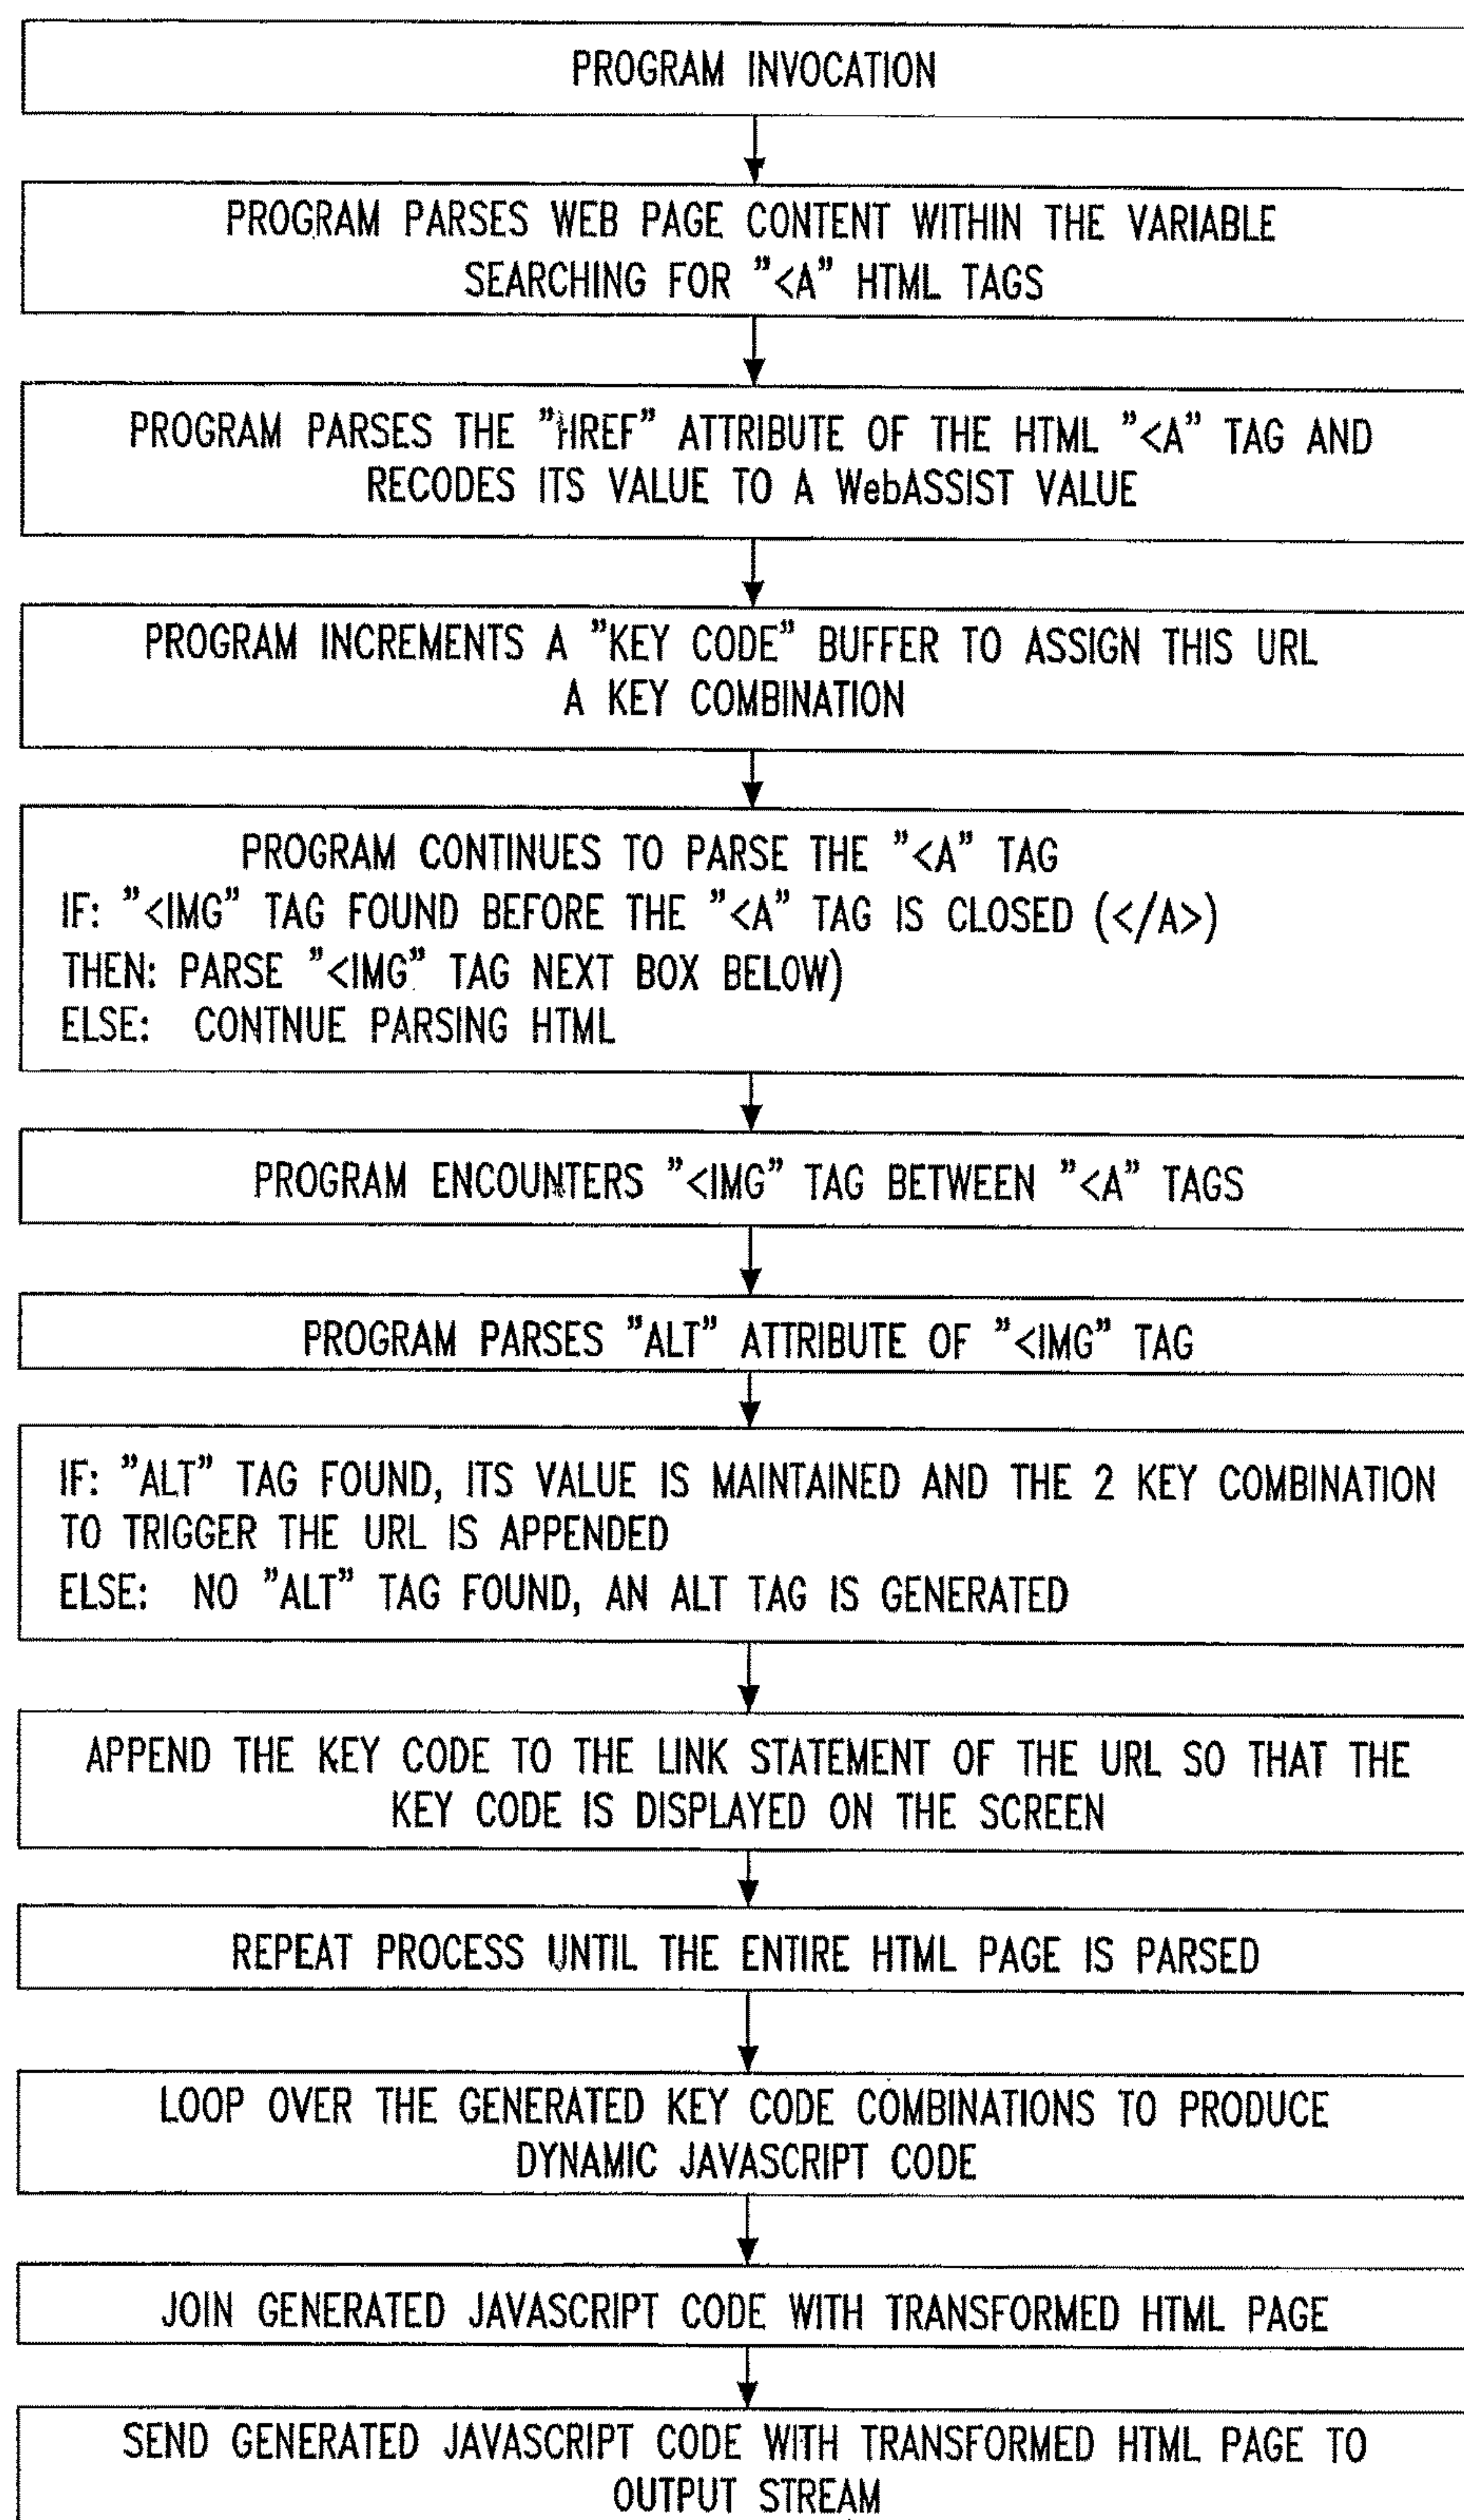 PROGRAM INVOCATION
PROGRAM PARSES WEB PAGE CONTENT WITHIN THE VARIABLE
SEARCHING FOR "<A" HTML TAGS
PROGRAM PARSES THE "HREF" ATTRIBUTE OF THE HTML "<A" TAG AND
RECODES ITS VALUE TO A WebASSIST VALUE
PROGRAM INCREMENTS A "KEY CODE" BUFFER TO ASSIGN THIS URL
A KEY COMBINATION
PROGRAM CONTINUES TO PARSE THE "<A" TAG
IF: "<IMG" TAG FOUND BEFORE THE "<A" TAG IS CLOSED (</A>)
THEN: PARSE "<IMG" TAG NEXT BOX BELOW)
ELSE: CONTNUE PARSING HTML
PROGRAM ENCOUNTERS "<IMG" TAG BETWEEN "<A" TAGS
PROGRAM PARSES "ALT" ATTRIBUTE OF "<IMG" TAG
IF: "ALT" TAG FOUND, ITS VALUE IS MAINTAINED AND THE 2 KEY COMBINATION
TO TRIGGER THE URL IS APPENDED
ELSE: NO "ALT" TAG FOUND, AN ALT TAG IS GENERATED
APPEND THE KEY CODE TO THE LINK STATEMENT OF THE URL SO THAT THE
KEY CODE IS DISPLAYED ON THE SCREEN
REPEAT PROCESS UNTIL THE ENTIRE HTML PAGE IS PARSED
LOOP OVER THE GENERATED KEY CODE COMBINATIONS TO PRODUCE
DYNAMIC JAVASCRIPT CODE
JOIN GENERATED JAVASCRIPT CODE WITH TRANSFORMED HTML PAGE
SEND GENERATED JAVASCRIPT CODE WITH TRANSFORMED HTML PAGE TO
OUTPUT STREAM